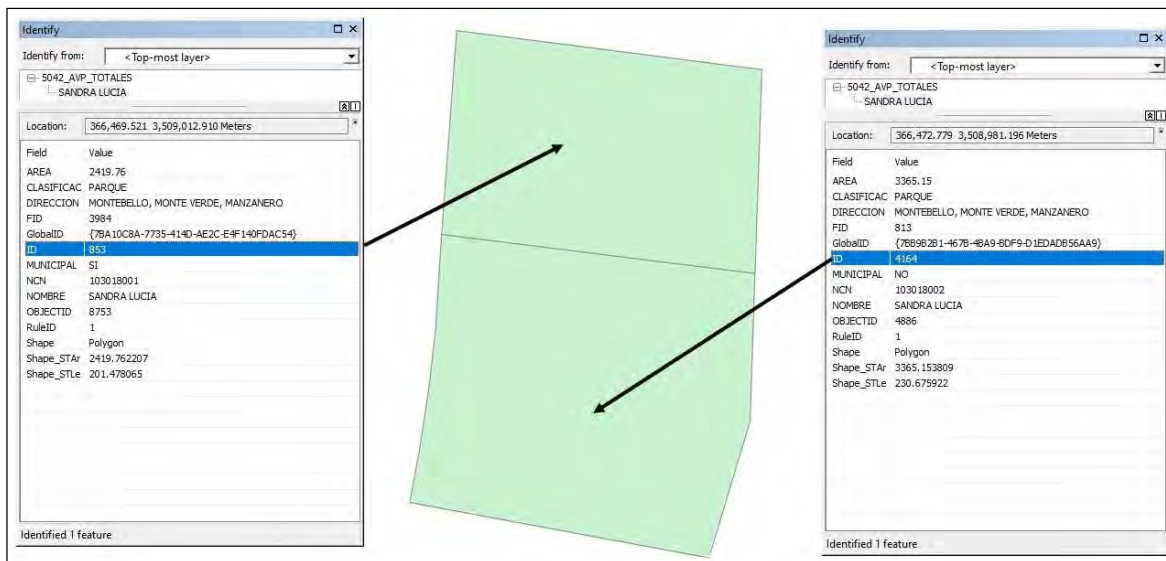 Identify
Identify from: <Top-most layer>
5042_AVP_TOTALES
SANDRA LUCIA
Location: 366,469.521 3,509,012.910 Meters
Field Value
AREA 2419.76
CLASIFICAC PARQUE
DIRECCION MONTEBELLO, MONTE VERDE, MANZANERO
FID 3984
GlobalID {7BA10C8A-7735-414D-AE2C-E4F140FDAC54}
ID 853
MUNICIPAL SI
NCN 103018001
NOMBRE SANDRA LUCIA
OBJECTID 8753
RuleID 1
Shape Polygon
Shape_STAr 2419.762207
Shape_STLe 201.478065
Identified 1 feature
Identify
Identify from: <Top-most layer>
5042_AVP_TOTALES
SANDRA LUCIA
Location: 366,472.779 3,508,981.196 Meters
Field Value
AREA 3365.15
CLASIFICAC PARQUE
DIRECCION MONTEBELLO, MONTE VERDE, MANZANERO
FID 813
GlobalID {7BB9B2B1-467B-4BA9-BDF9-D1EDADB56AA9}
ID 4164
MUNICIPAL NO
NCN 103018002
NOMBRE SANDRA LUCIA
OBJECTID 4886
RuleID 1
Shape Polygon
Shape_STAr 3365.153809
Shape_STLe 230.675922
Identified 1 feature